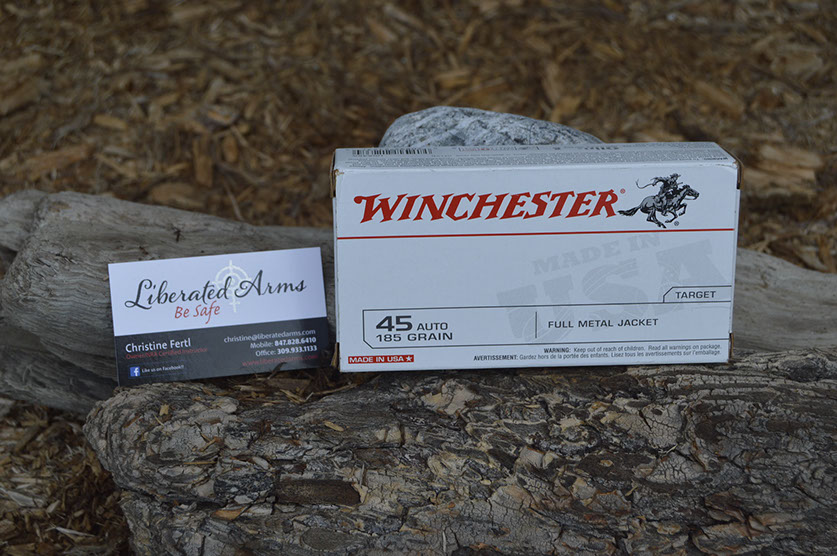 Liberated Arms
Be Safe
Christine Fertl
christine@liberatedarms.com
Mobile: 847.828.6410
Office: 309.933.1133
Like us on Facebook!!
WINCHESTER®
MADE IN
USA
TARGET
45 AUTO
185 GRAIN
FULL METAL JACKET
MADE IN USA
WARNING: Keep out of reach of children. Read all warnings on package.
AVERTISSEMENT: Gardez hors de la portée des enfants. Lisez tous les avertissements sur l'emballage.